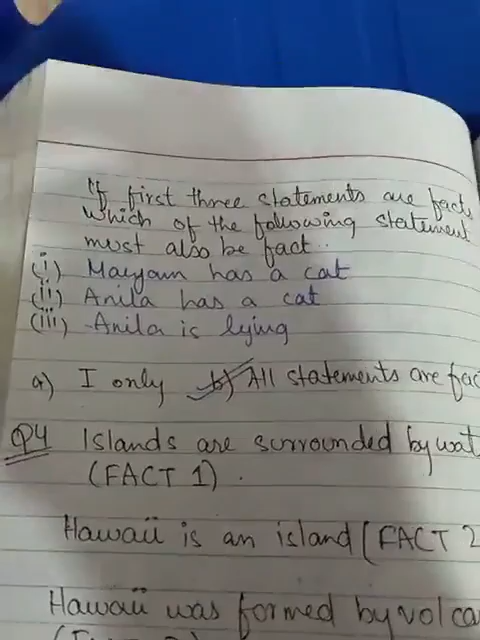 If first three statements are facts
which of the following statement
must also be fact..
(i) Maryam has a cat
(ii) Anila has a cat
(iii) Anila is lying
a) I only b) All statements are fac
Q4 Islands are surrounded by wat
(FACT 1).
Hawaii is an island (FACT 2
Hawaii was formed by volca